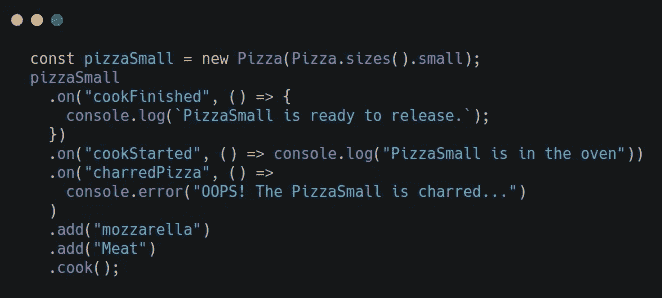 const pizzaSmall = new Pizza(Pizza.sizes().small);
pizzaSmall
  .on("cookFinished", () => {
    console.log(`PizzaSmall is ready to release.`);
  })
  .on("cookStarted", () => console.log("PizzaSmall is in the oven"))
  .on("charredPizza", () =>
    console.error("OOPS! The PizzaSmall is charred...")
  )
  .add("mozzarella")
  .add("Meat")
  .cook();